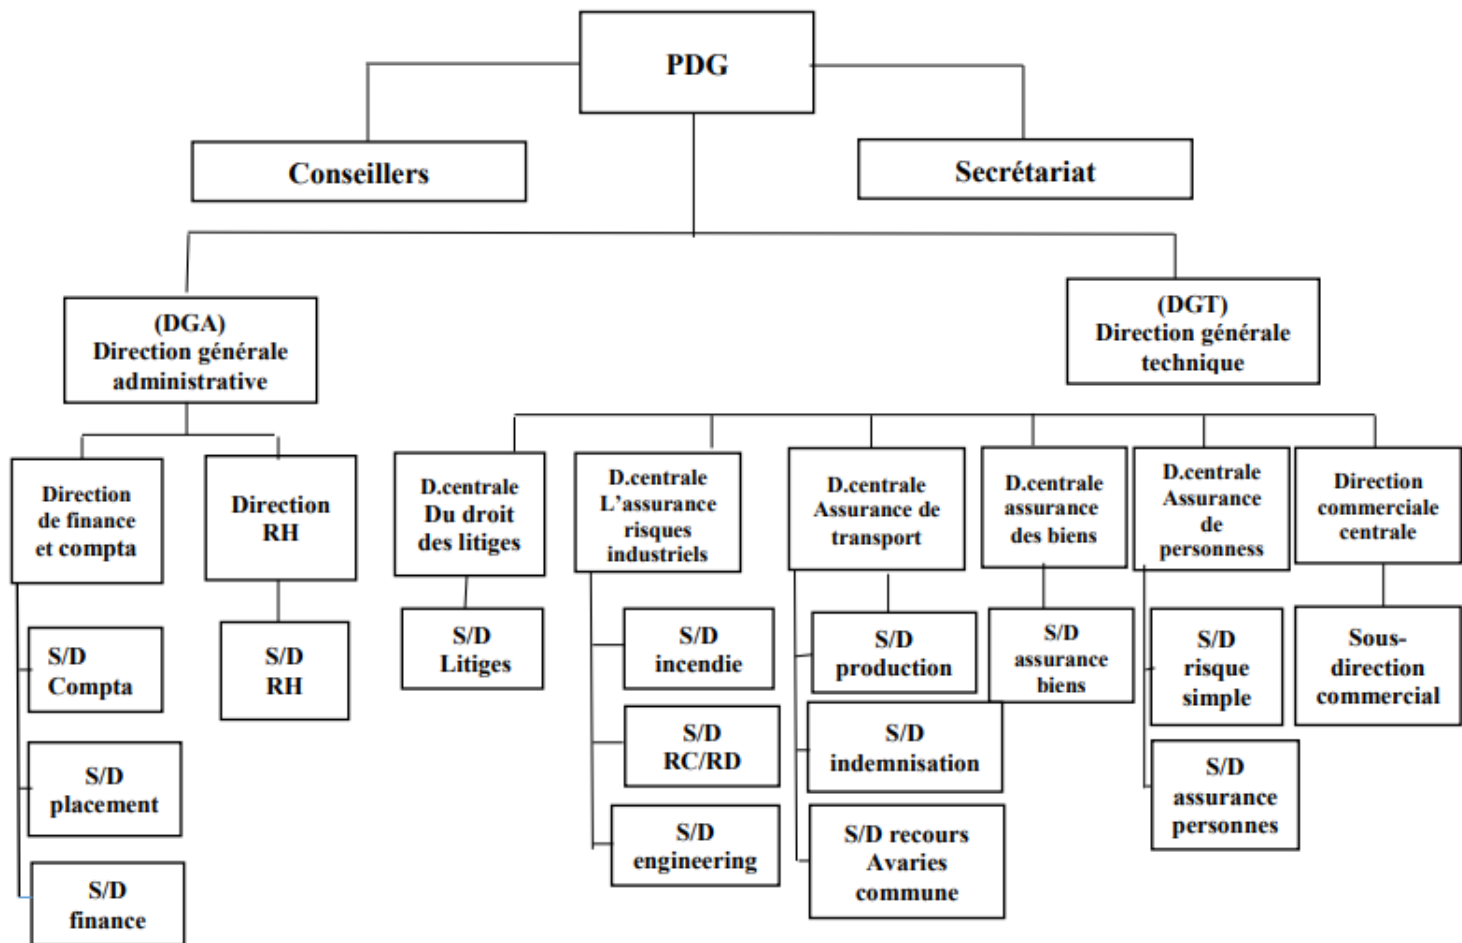 PDG
Conseillers
Secrétariat
(DGA)
Direction générale
administrative
(DGT)
Direction générale
technique
Direction
de finance
et compta
Direction
RH
D.centrale
Du droit
des litiges
D.centrale
L’assurance
risques
industriels
D.centrale
Assurance de
transport
D.centrale
assurance
des biens
D.centrale
Assurance
de
personness
Direction
commerciale
centrale
S/D
Compta
S/D
placement
S/D
finance
S/D
RH
S/D
Litiges
S/D
incendie
S/D
RC/RD
S/D
engineering
S/D
production
S/D
indemnisation
S/D recours
Avaries
commune
S/D
assurance
biens
S/D
risque
simple
S/D
assurance
personnes
Sous-
direction
commercial